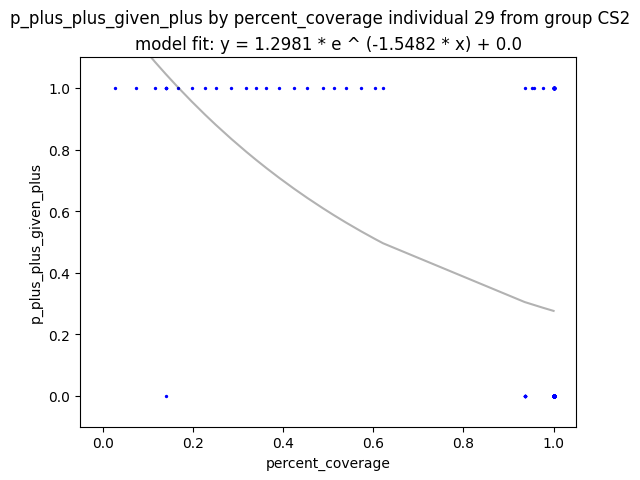 p_plus_plus_given_plus by percent_coverage individual 29 from group CS2
model fit: y = 1.2981 * e ^ (-1.5482 * x) + 0.0
1.0
0.8
0.6
0.4
0.2
0.0
p_plus_plus_given_plus
0.0 0.2 0.4 0.6 0.8 1.0
percent_coverage